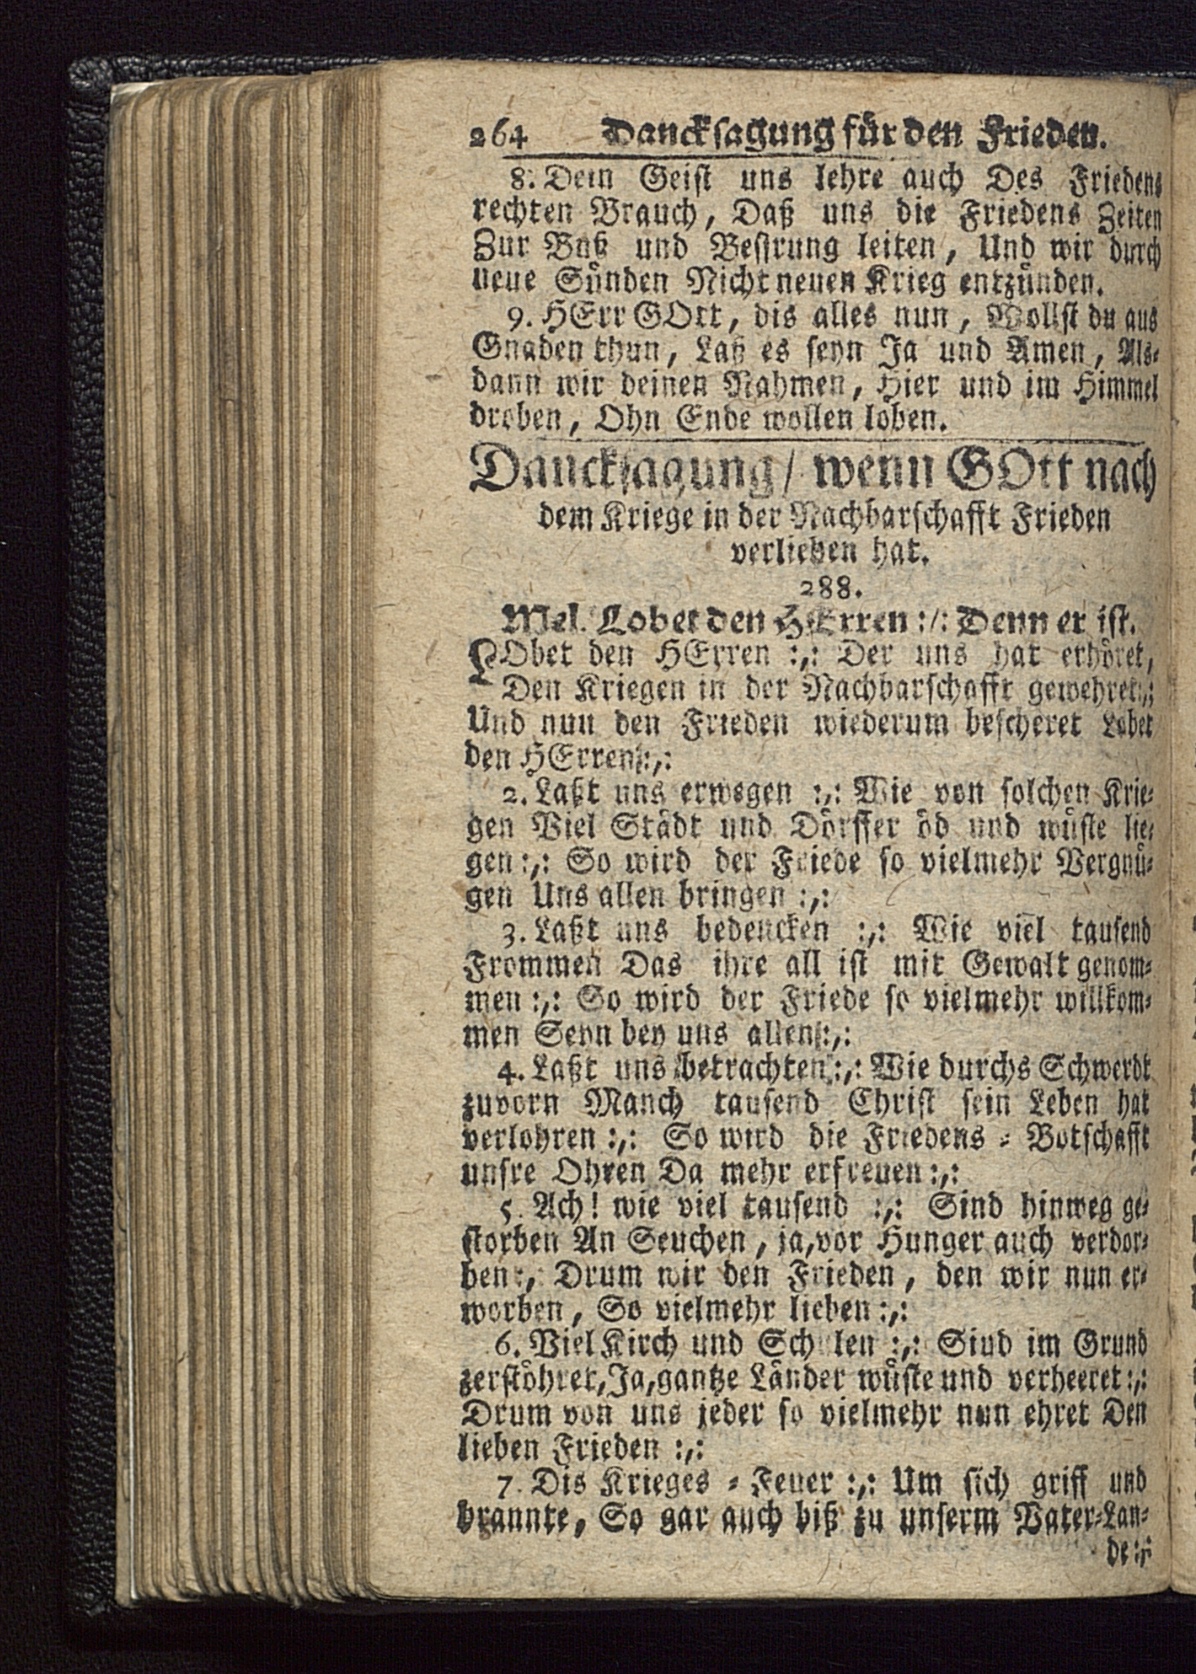 264 Dancksagung für den Frieden.
8. Dein Geist uns lehre auch Des Friedens
rechten Brauch, Daß uns die Friedens Zeiten
Zur Buß und Bessrung leiten, Und wir durch
neue Sünden Nicht neuen Krieg entzünden.
9. HErr GOtt, dis alles nun, Wollst du aus
Gnaden thun, Laß es seyn Ja und Amen, Als-
dann wir deinen Nahmen, Hier und im Himmel
droben, Ohn Ende wollen loben.
Dancksagung / wenn GOtt nach
dem Kriege in der Nachbarschafft Frieden
verliehen hat.
288.
Mel. Lobet den HErren :/: Denn er ist.
LObet den HErren :,: Der uns hat erhöret,
Den Kriegen in der Nachbarschafft gewehret:,:
Und nun den Frieden wiederum bescheret Lobet
den HErren:,:
2. Laßt uns erwegen :,: Wie von solchen Krie-
gen Viel Städt und Dörffer öd und wüste lie-
gen:,: So wird der Friede so vielmehr Vergnü-
gen Uns allen bringen :,:
3. Laßt uns bedencken :,: Wie viel tausend
Frommen Das ihre all ist mit Gewalt genom-
men :,: So wird der Friede so vielmehr willkom-
men Seyn bey uns allen:,:
4. Laßt uns betrachten:,: Wie durchs Schwerdt
zuvorn Manch tausend Christ sein Leben hat
verlohren :,: So wird die Friedens-Botschafft
unsre Ohren Da mehr erfreuen:,:
5. Ach! wie viel tausend :,: Sind hinweg ge-
storben An Seuchen, ja, vor Hunger auch verdor-
ben:, Drum wir den Frieden, den wir nun er-
worben, So vielmehr lieben:,:
6. Viel Kirch und Schulen :,: Sind im Grund
zerstöhret, Ja, gantze Länder wüste und verheeret:,:
Drum von uns jeder so vielmehr nun ehret Den
lieben Frieden :,:
7. Dis Krieges-Feuer :,: Um sich griff und
brannte, So gar auch biß zu unserm Vater-Lan-
de:,: